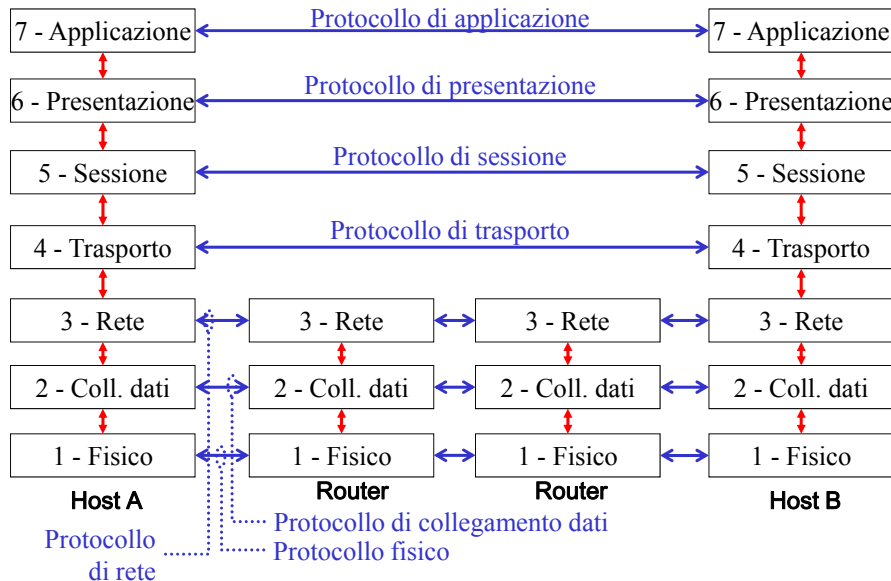 7 - Applicazione
Protocollo di applicazione
7 - Applicazione
6 - Presentazione
Protocollo di presentazione
6 - Presentazione
5 - Sessione
Protocollo di sessione
5 - Sessione
4 - Trasporto
Protocollo di trasporto
4 - Trasporto
3 - Rete
3 - Rete
3 - Rete
3 - Rete
2 - Coll. dati
2 - Coll. dati
2 - Coll. dati
2 - Coll. dati
1 - Fisico
1 - Fisico
1 - Fisico
1 - Fisico
Host A
Router
Router
Host B
Protocollo di collegamento dati
Protocollo fisico
Protocollo
di rete